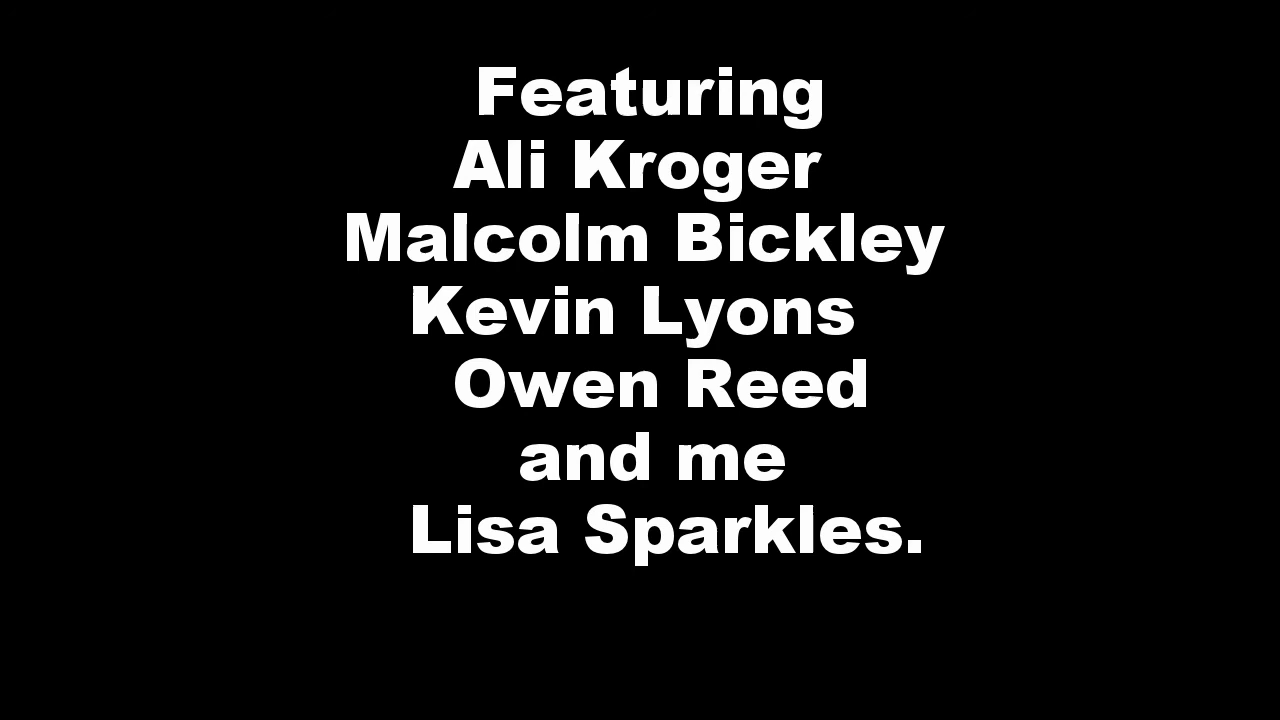 Featuring
Ali Kroger
Malcolm Bickley
Kevin Lyons
Owen Reed
and me
Lisa Sparkles.